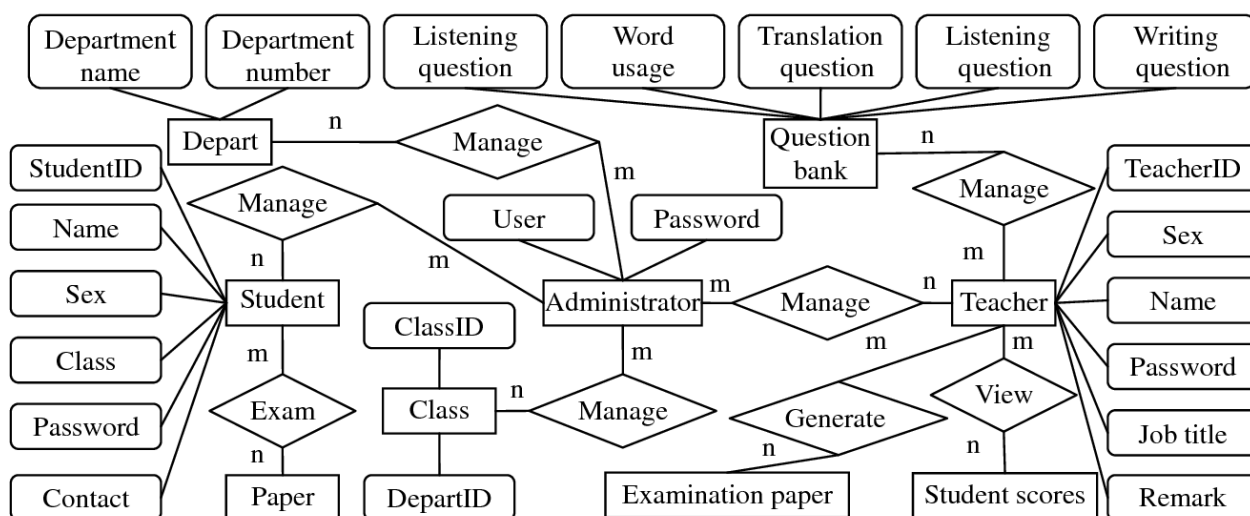 Department
name
Department
number
Listening
question
Word
usage
Translation
question
Listening
question
Writing
question
Depart
n
Manage
m
Question
bank
n
Manage
m
StudentID
Name
Sex
Class
Password
Contact
Manage
n
m
Student
m
Exam
n
Paper
User
Password
Administrator
m
Manage
n
Teacher
ClassID
Class
DepartID
n
Manage
m
m
Generate
n
Examination paper
m
View
n
Student scores
TeacherID
Sex
Name
Password
Job title
Remark